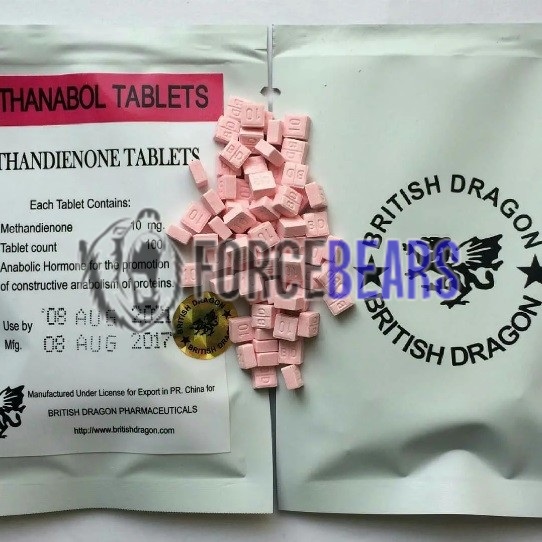 THANABOL TABLETS
THANDIENONE TABLETS
Each Tablet Contains:
Methandienone 10 mg.
Tablet count 100
Anabolic Hormone for the promotion
of constructive anabolism of proteins.
Use by 08 AUG
Mfg. 08 AUG 2017
Manufactured Under License for Export in PR. China for
BRITISH DRAGON PHARMACEUTICALS
http://www.britishdragon.com
FORCEBEARS
BRITISH DRAGON
BRITISH DRAGON